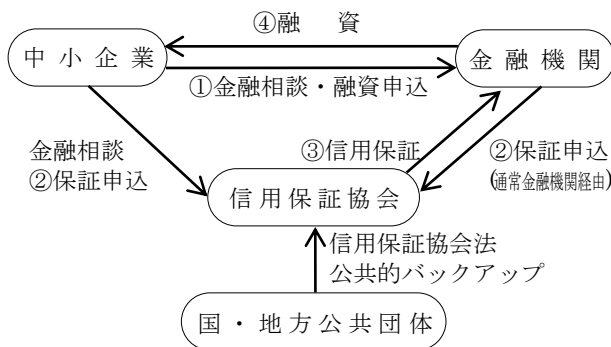 ④融　資
中小企業
金融機関
①金融相談・融資申込
金融相談
②保証申込
③信用保証
②保証申込
(通常金融機関経由)
信用保証協会
信用保証協会法
公共的バックアップ
国・地方公共団体